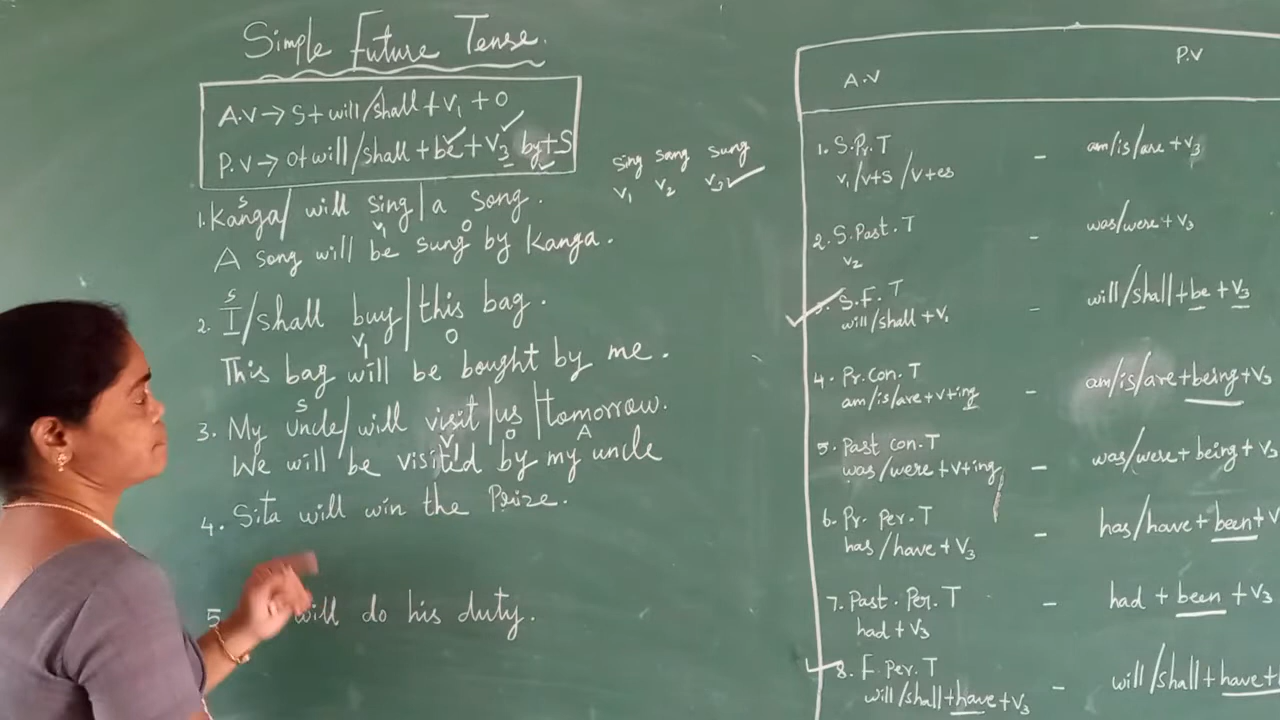 Simple Future Tense.
A.V → S+ will/shall + V1 + O
P.V → O+ will/shall + be + V3 by+S
sing sang sung
V1 V2 V3
S
1. Kanga/ will sing/a song.
V1 O
A song will be sung by Kanga.
S
2. I/shall buy/this bag.
V1 O
This bag will be bought by me.
S
3. My uncle/will visit/us/tomorrow.
V1 O A
We will be visited by my uncle
4. Sita will win the Prize.
5 will do his duty.
A.V P.V
1. S.Pr.T - am/is/are + V3
V1/V+s/V+es
2. S.Past.T - was/were + V3
V2
S.F.T - will/shall+be + V3
will/shall + V1
4. Pr.con.T - am/is/are+being+V3
am/is/are+v+ing
5. Past con.T - was/were + being+V3
was/were + v+ing
6. Pr. Per.T - has/have + been+V
has/have + V3
7. Past. Per.T - had + been + V3
had + V3
8. F.Per.T - will/shall+have+
will/shall+have+V3